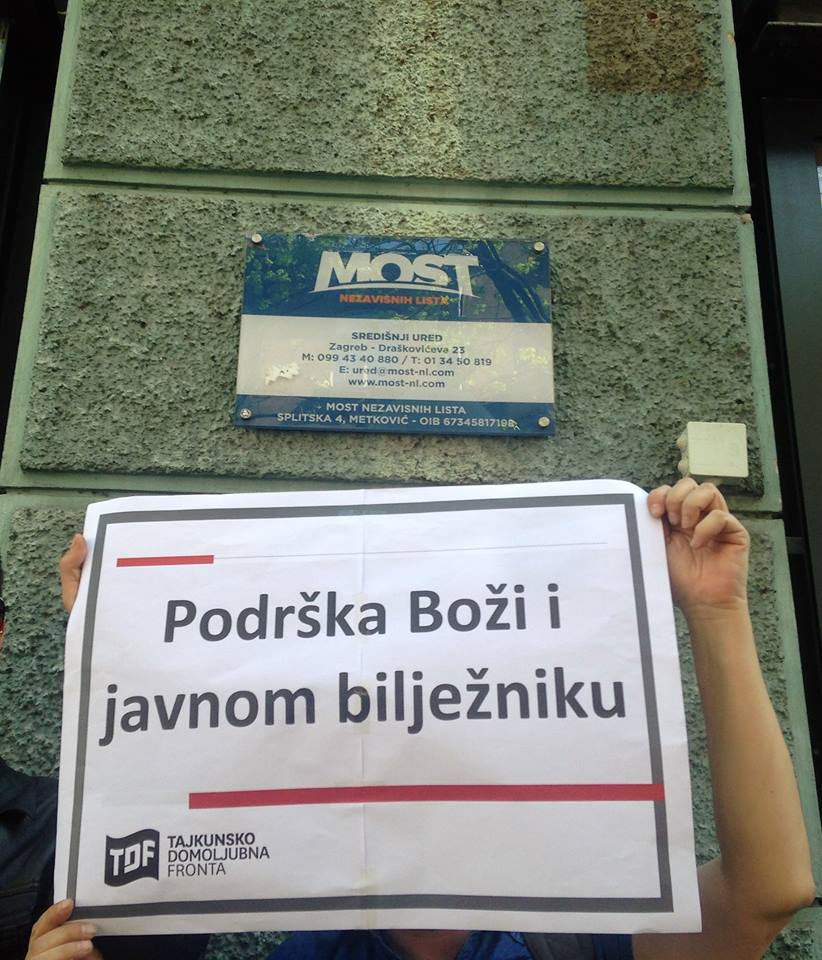 MOST
NEZAVISNIH LISTA
SREDIŠNJI URED
Zagreb - Draškovićeva 23
M: 099 43 40 880 / T: 01 34 50 819
E: ured@most-nl.com
www.most-nl.com
MOST NEZAVISNIH LISTA
SPLITSKA 4, METKOVIĆ - OIB 67345817198
Podrška Boži i
javnom bilježniku
TDF
TAJKUNSKO
DOMOLJUBNA
FRONTA